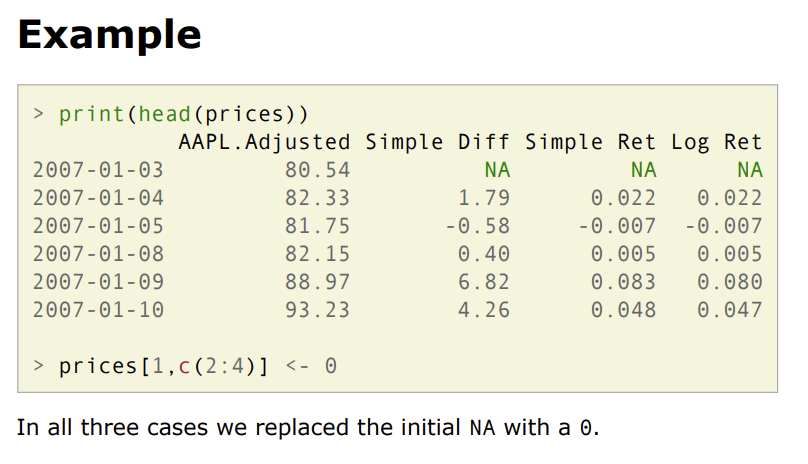 Example
> print(head(prices))
           AAPL.Adjusted Simple Diff Simple Ret Log Ret
2007-01-03         80.54          NA         NA      NA
2007-01-04         82.33        1.79      0.022   0.022
2007-01-05         81.75       -0.58     -0.007  -0.007
2007-01-08         82.15        0.40      0.005   0.005
2007-01-09         88.97        6.82      0.083   0.080
2007-01-10         93.23        4.26      0.048   0.047
> prices[1,c(2:4)] <- 0
In all three cases we replaced the initial NA with a 0.